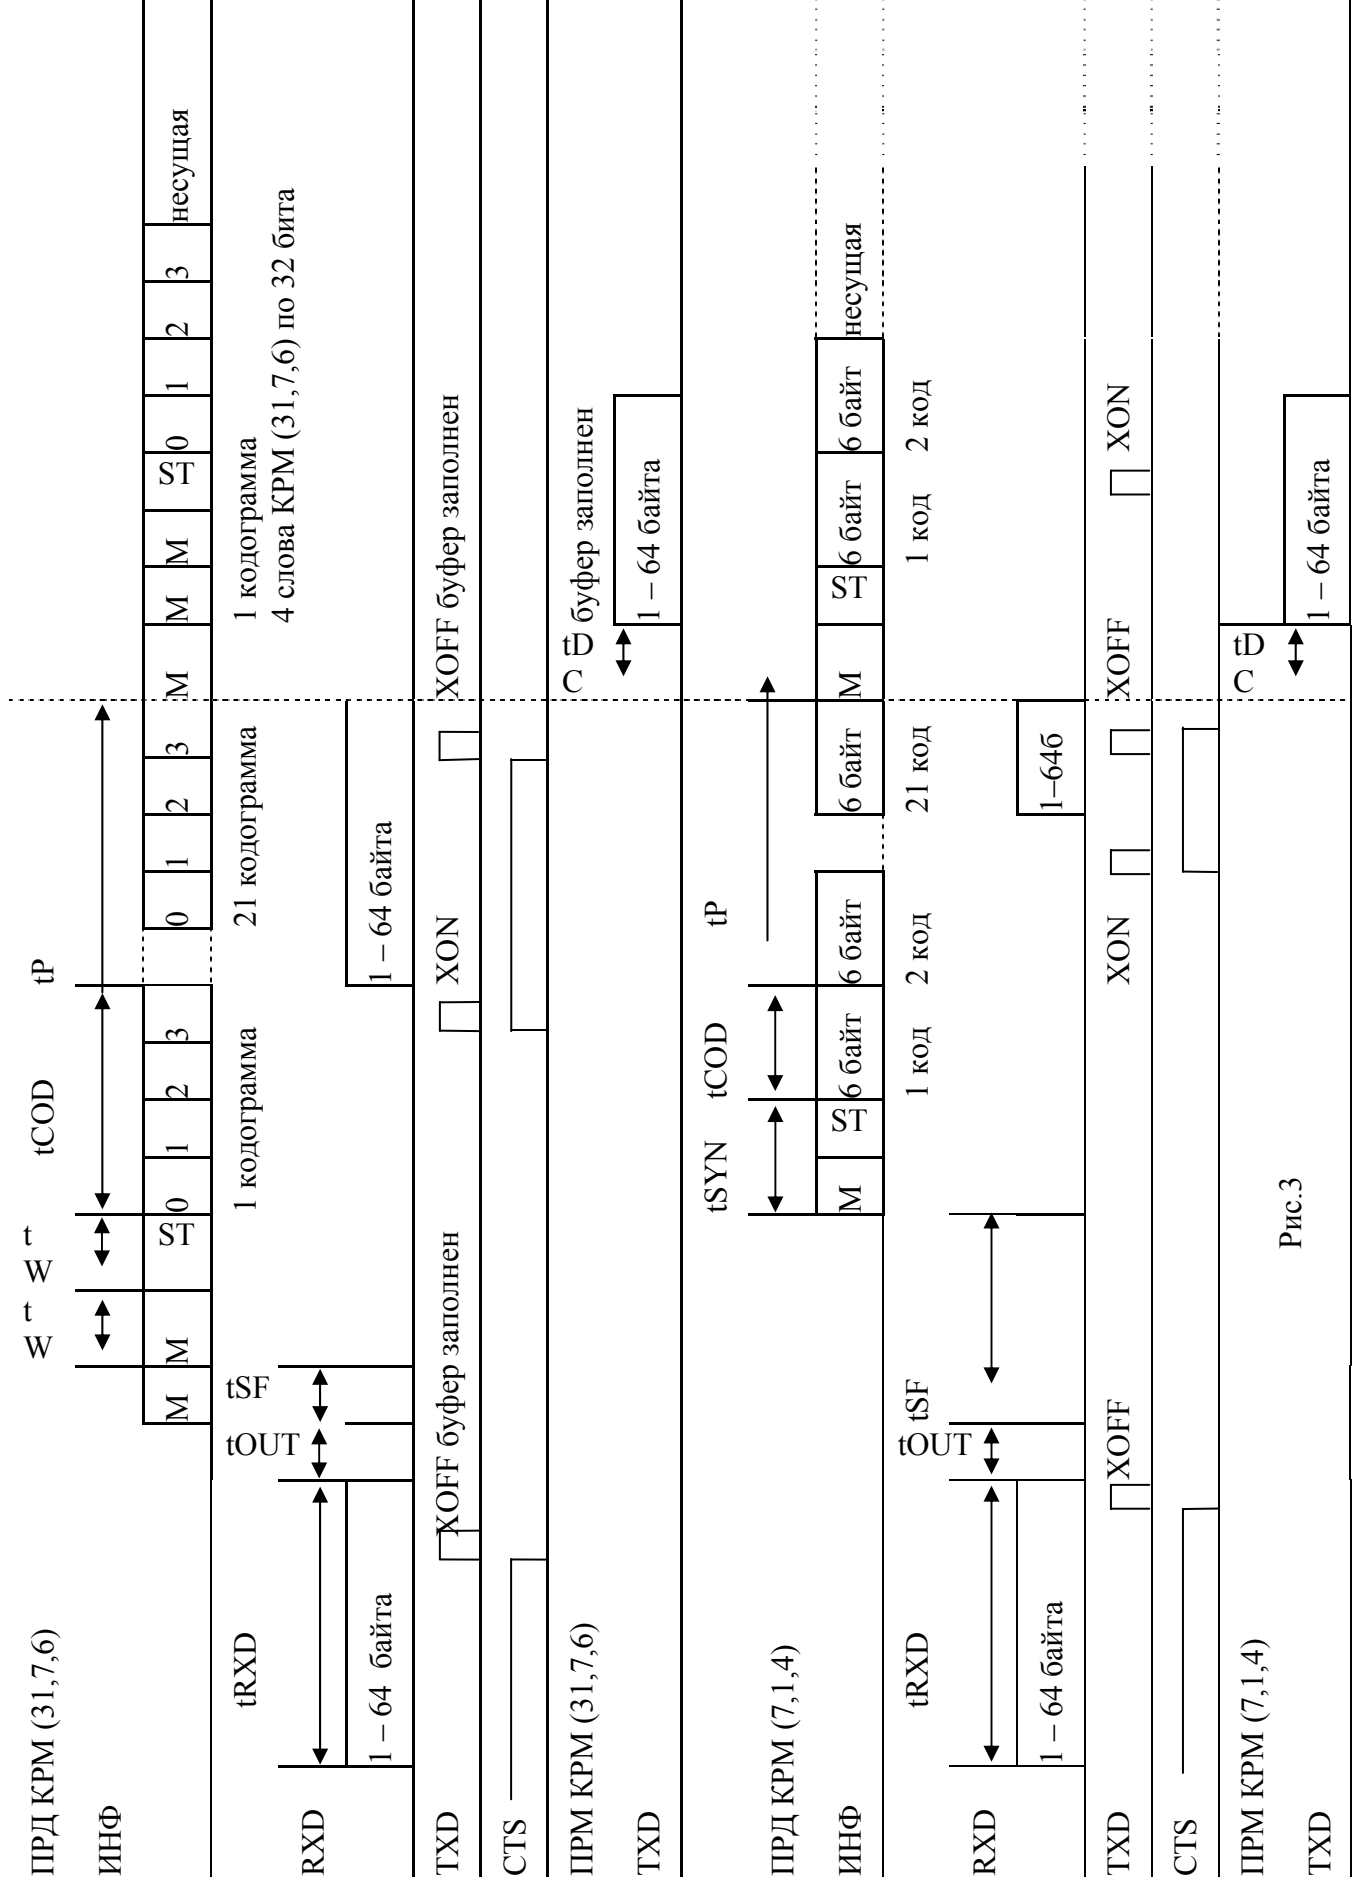 ПРД КРМ (31,7,6)
t W
t W
tCOD
tP
ИНФ
М
М
ST
0
1
2
3
0
1
2
3
М
М
М
ST
0
1
2
3
несущая
1 кодограмма
21 кодограмма
1 кодограмма
4 слова КРМ (31,7,6) по 32 бита
tRXD
tOUT
tSF
RXD
1 – 64 байта
1 – 64 байта
TXD
XOFF буфер заполнен
XON
XOFF буфер заполнен
CTS
ПРМ КРМ (31,7,6)
tD
C
буфер заполнен
TXD
1 – 64 байта
tSYN
tCOD
tP
ПРД КРМ (7,1,4)
ИНФ
М
ST
6 байт
6 байт
6 байт
М
ST
6 байт
6 байт
несущая
1 код
2 код
21 код
1 код
2 код
tRXD
tOUT
tSF
RXD
1 – 64 байта
1–64б
TXD
XOFF
XON
XOFF
XON
CTS
ПРМ КРМ (7,1,4)
tD
C
TXD
1 – 64 байта
Рис.3